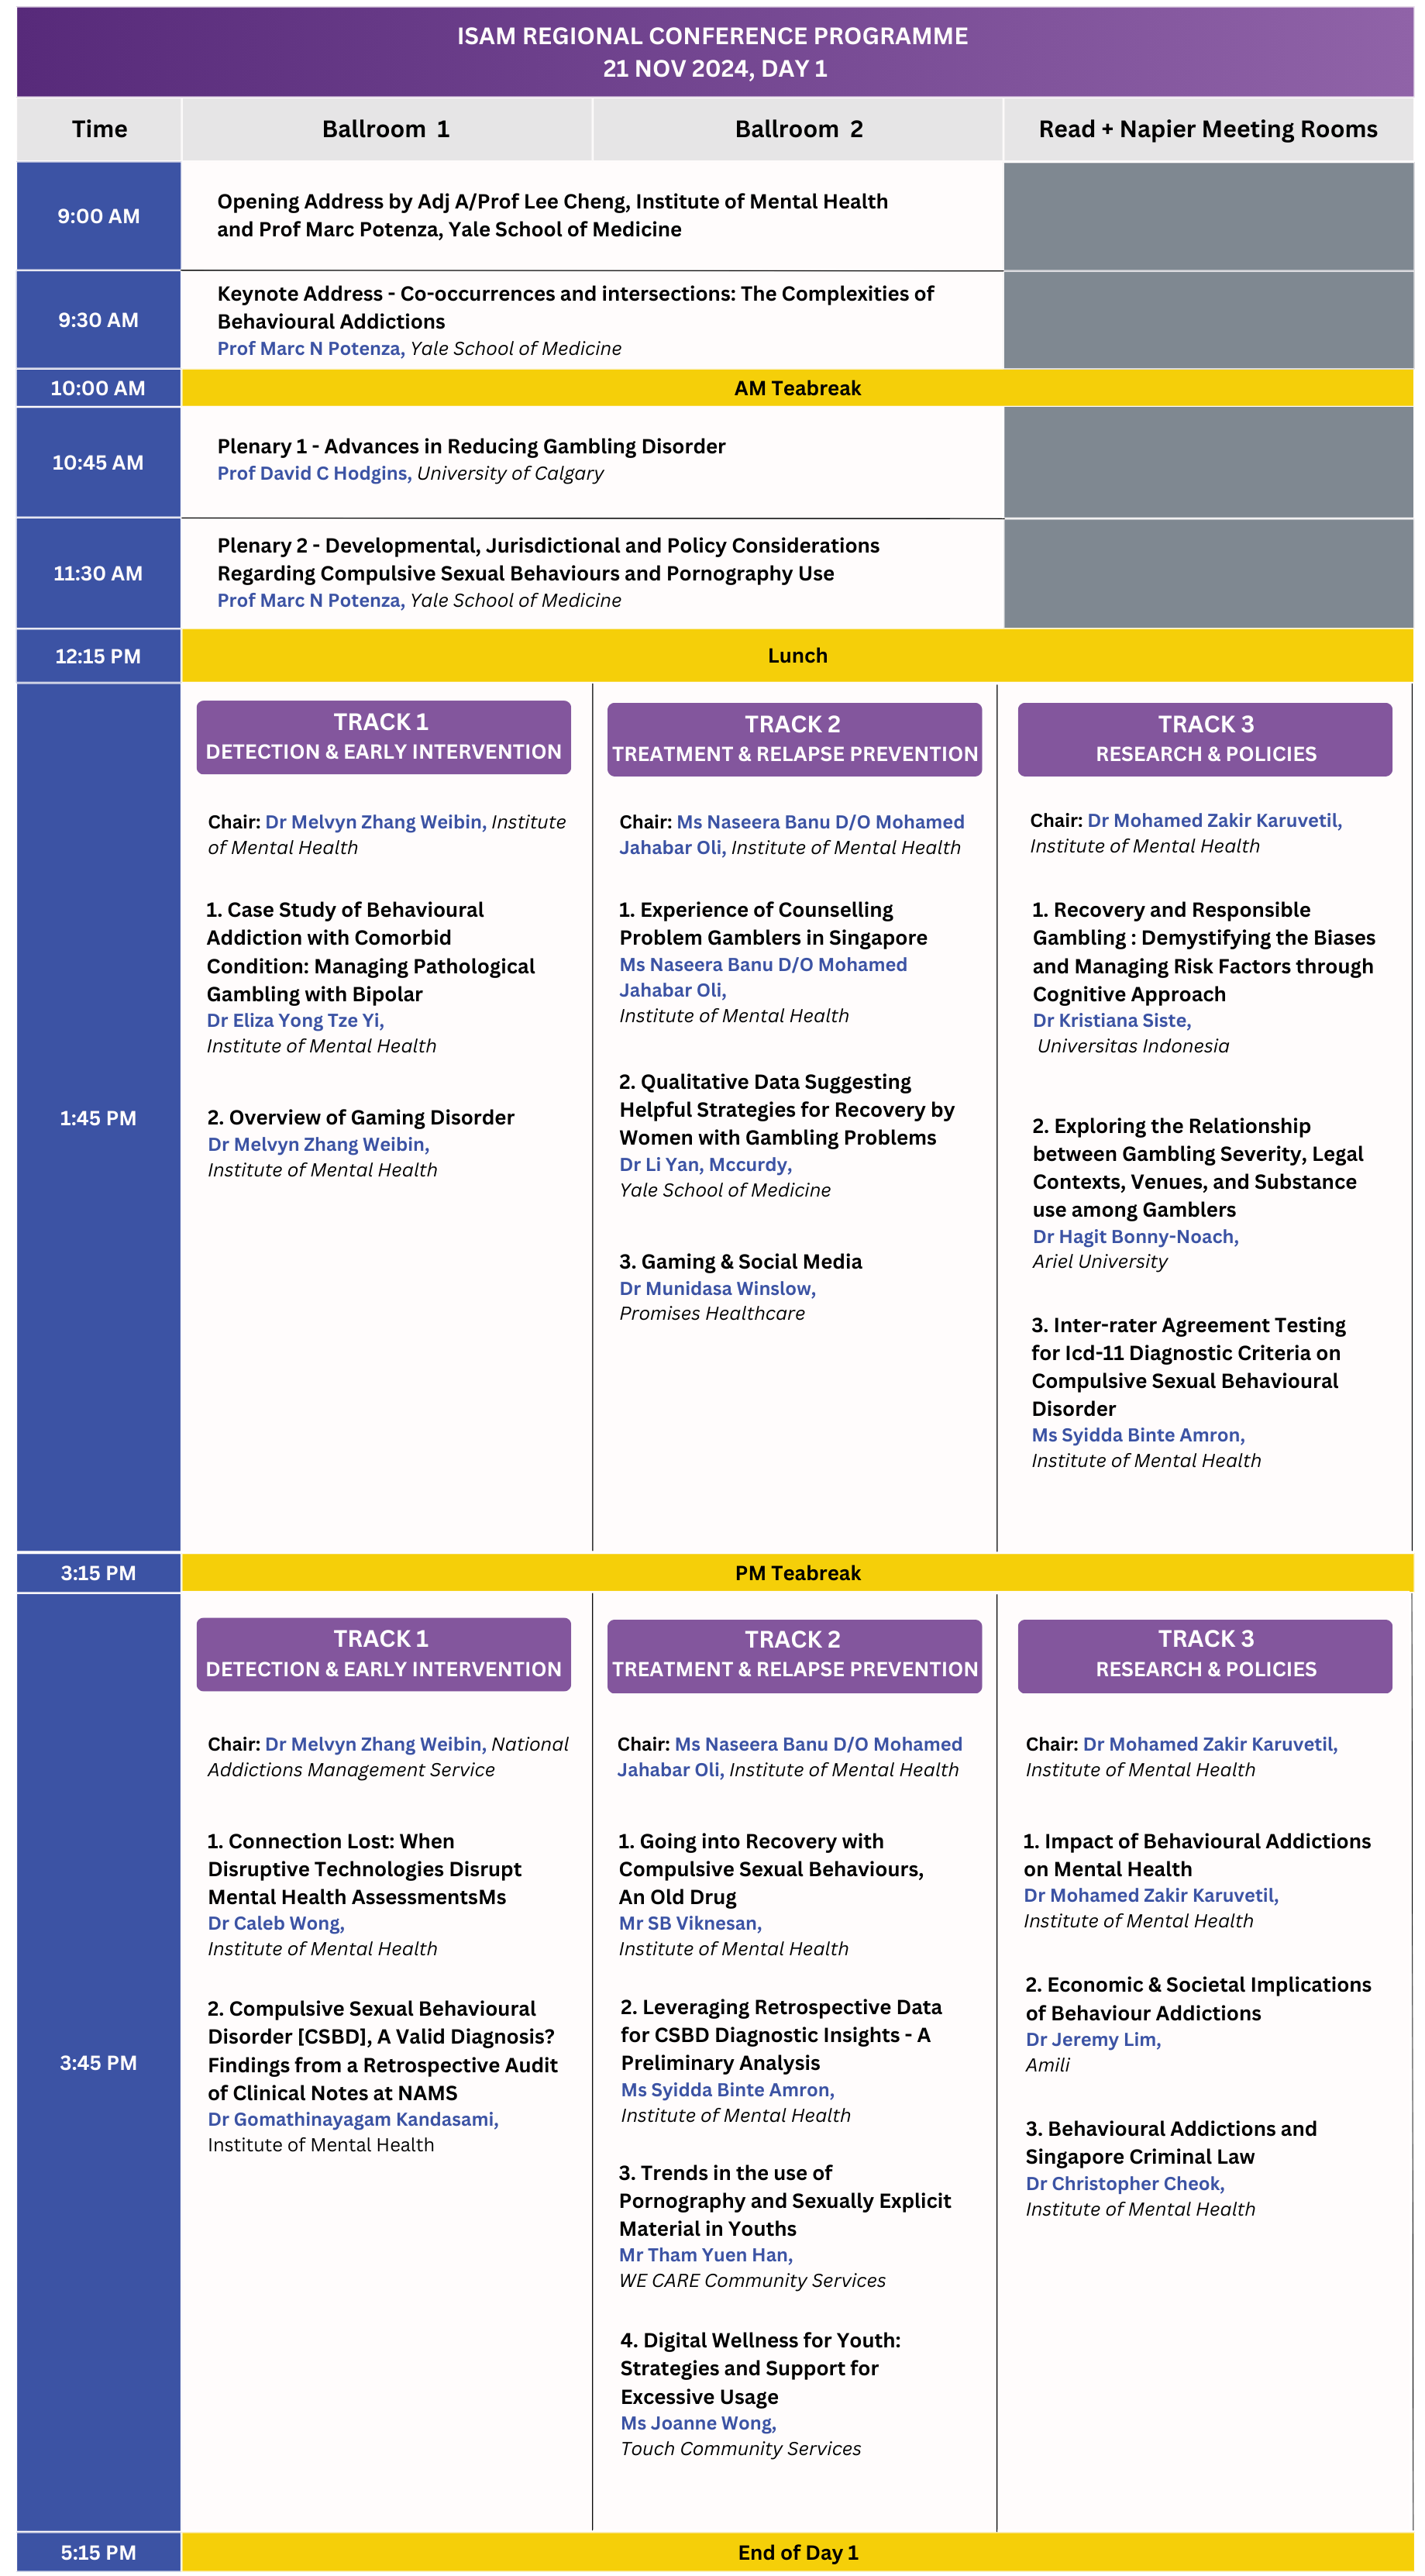 ISAM REGIONAL CONFERENCE PROGRAMME
21 NOV 2024, DAY 1
Time
Ballroom 1
Ballroom 2
Read + Napier Meeting Rooms
9:00 AM
Opening Address by Adj A/Prof Lee Cheng, Institute of Mental Health
and Prof Marc Potenza, Yale School of Medicine
9:30 AM
Keynote Address - Co-occurrences and intersections: The Complexities of
Behavioural Addictions
Prof Marc N Potenza, Yale School of Medicine
10:00 AM
AM Teabreak
10:45 AM
Plenary 1 - Advances in Reducing Gambling Disorder
Prof David C Hodgins, University of Calgary
11:30 AM
Plenary 2 - Developmental, Jurisdictional and Policy Considerations
Regarding Compulsive Sexual Behaviours and Pornography Use
Prof Marc N Potenza, Yale School of Medicine
12:15 PM
Lunch
1:45 PM
TRACK 1
DETECTION & EARLY INTERVENTION
Chair: Dr Melvyn Zhang Weibin, Institute
of Mental Health
1. Case Study of Behavioural
Addiction with Comorbid
Condition: Managing Pathological
Gambling with Bipolar
Dr Eliza Yong Tze Yi,
Institute of Mental Health
2. Overview of Gaming Disorder
Dr Melvyn Zhang Weibin,
Institute of Mental Health
TRACK 2
TREATMENT & RELAPSE PREVENTION
Chair: Ms Naseera Banu D/O Mohamed
Jahabar Oli, Institute of Mental Health
1. Experience of Counselling
Problem Gamblers in Singapore
Ms Naseera Banu D/O Mohamed
Jahabar Oli,
Institute of Mental Health
2. Qualitative Data Suggesting
Helpful Strategies for Recovery by
Women with Gambling Problems
Dr Li Yan, Mccurdy,
Yale School of Medicine
3. Gaming & Social Media
Dr Munidasa Winslow,
Promises Healthcare
TRACK 3
RESEARCH & POLICIES
Chair: Dr Mohamed Zakir Karuvetil,
Institute of Mental Health
1. Recovery and Responsible
Gambling : Demystifying the Biases
and Managing Risk Factors through
Cognitive Approach
Dr Kristiana Siste,
Universitas Indonesia
2. Exploring the Relationship
between Gambling Severity, Legal
Contexts, Venues, and Substance
use among Gamblers
Dr Hagit Bonny-Noach,
Ariel University
3. Inter-rater Agreement Testing
for Icd-11 Diagnostic Criteria on
Compulsive Sexual Behavioural
Disorder
Ms Syidda Binte Amron,
Institute of Mental Health
3:15 PM
PM Teabreak
3:45 PM
TRACK 1
DETECTION & EARLY INTERVENTION
Chair: Dr Melvyn Zhang Weibin, National
Addictions Management Service
1. Connection Lost: When
Disruptive Technologies Disrupt
Mental Health AssessmentsMs
Dr Caleb Wong,
Institute of Mental Health
2. Compulsive Sexual Behavioural
Disorder [CSBD], A Valid Diagnosis?
Findings from a Retrospective Audit
of Clinical Notes at NAMS
Dr Gomathinayagam Kandasami,
Institute of Mental Health
TRACK 2
TREATMENT & RELAPSE PREVENTION
Chair: Ms Naseera Banu D/O Mohamed
Jahabar Oli, Institute of Mental Health
1. Going into Recovery with
Compulsive Sexual Behaviours,
An Old Drug
Mr SB Viknesan,
Institute of Mental Health
2. Leveraging Retrospective Data
for CSBD Diagnostic Insights - A
Preliminary Analysis
Ms Syidda Binte Amron,
Institute of Mental Health
3. Trends in the use of
Pornography and Sexually Explicit
Material in Youths
Mr Tham Yuen Han,
WE CARE Community Services
4. Digital Wellness for Youth:
Strategies and Support for
Excessive Usage
Ms Joanne Wong,
Touch Community Services
TRACK 3
RESEARCH & POLICIES
Chair: Dr Mohamed Zakir Karuvetil,
Institute of Mental Health
1. Impact of Behavioural Addictions
on Mental Health
Dr Mohamed Zakir Karuvetil,
Institute of Mental Health
2. Economic & Societal Implications
of Behaviour Addictions
Dr Jeremy Lim,
Amili
3. Behavioural Addictions and
Singapore Criminal Law
Dr Christopher Cheok,
Institute of Mental Health
5:15 PM
End of Day 1